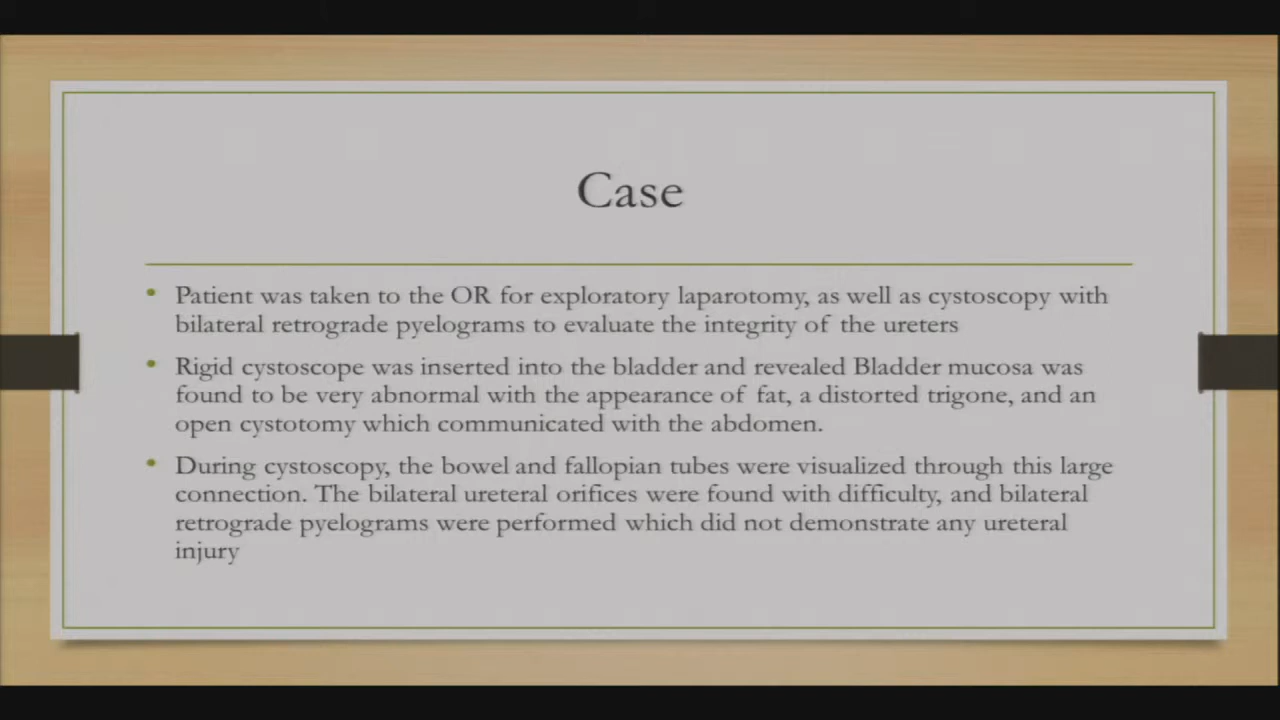 Case
• Patient was taken to the OR for exploratory laparotomy, as well as cystoscopy with
bilateral retrograde pyelograms to evaluate the integrity of the ureters
• Rigid cystoscope was inserted into the bladder and revealed Bladder mucosa was
found to be very abnormal with the appearance of fat, a distorted trigone, and an
open cystotomy which communicated with the abdomen.
• During cystoscopy, the bowel and fallopian tubes were visualized through this large
connection. The bilateral ureteral orifices were found with difficulty, and bilateral
retrograde pyelograms were performed which did not demonstrate any ureteral
injury